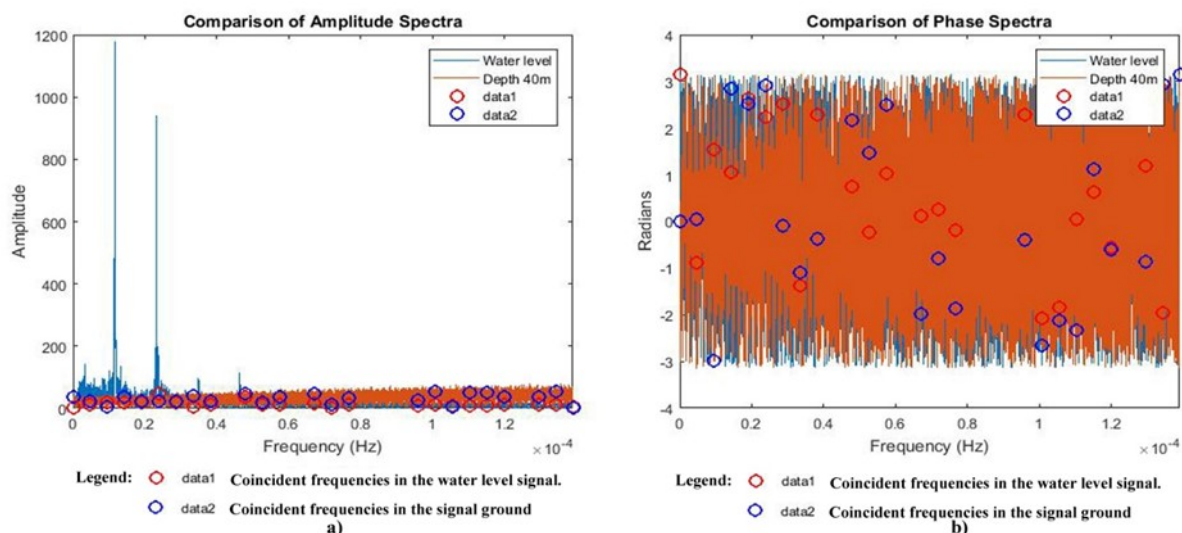 Comparison of Amplitude Spectra
1200
1000
800
600
400
200
0
Amplitude
0 0.2 0.4 0.6 0.8 1 1.2
Frequency (Hz)
×10⁻⁴
Water level
Depth 40m
data1
data2
Legend: data1 Coincident frequencies in the water level signal.
data2 Coincident frequencies in the signal ground
a)
Comparison of Phase Spectra
4
3
2
1
0
-1
-2
-3
-4
Radians
0 0.2 0.4 0.6 0.8 1 1.2
Frequency (Hz)
×10⁻⁴
Water level
Depth 40m
data1
data2
Legend: data1 Coincident frequencies in the water level signal.
data2 Coincident frequencies in the signal ground
b)